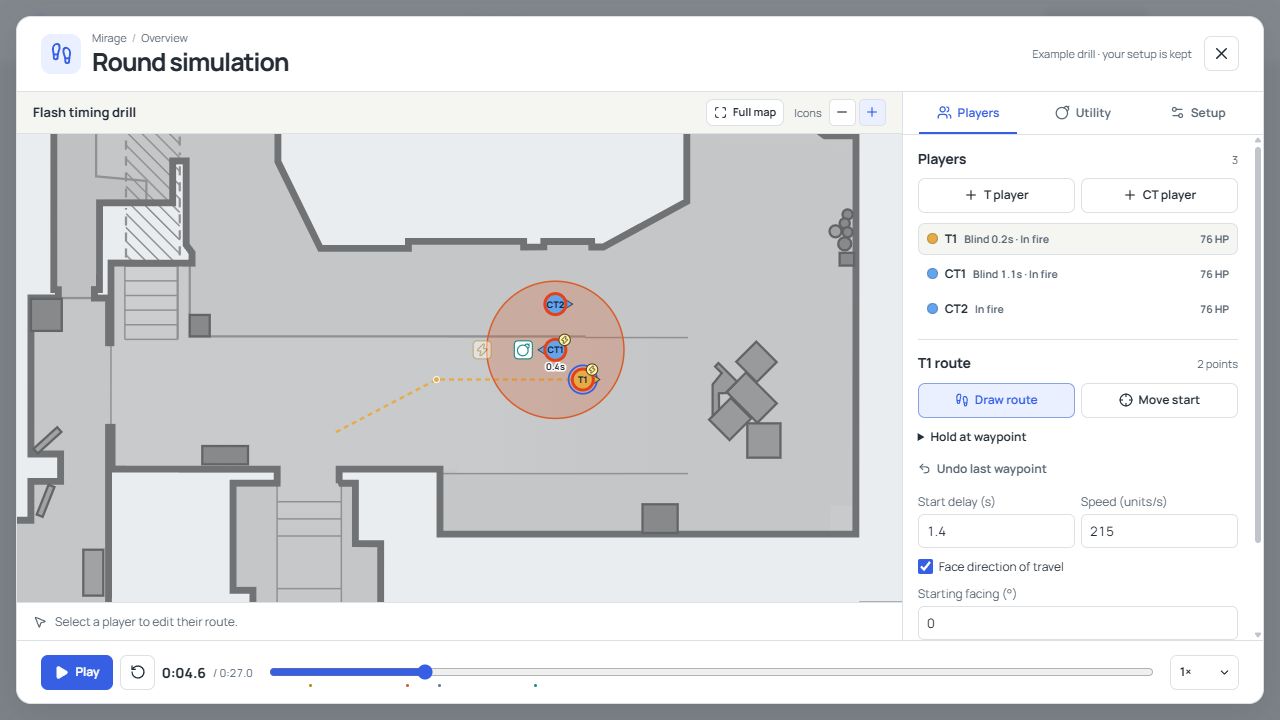 Mirage / Overview
Round simulation
Example drill · your setup is kept
Flash timing drill
Full map
Icons
Players
Utility
Setup
Players
3
T player
CT player
T1 Blind 0.2s · In fire 76 HP
CT1 Blind 1.1s · In fire 76 HP
CT2 In fire 76 HP
CT2
CT1
0.4s
T1
T1 route
2 points
Draw route
Move start
Hold at waypoint
Undo last waypoint
Start delay (s)
Speed (units/s)
1.4
215
Face direction of travel
Starting facing (°)
0
Select a player to edit their route.
Play
0:04.6 / 0:27.0
1×